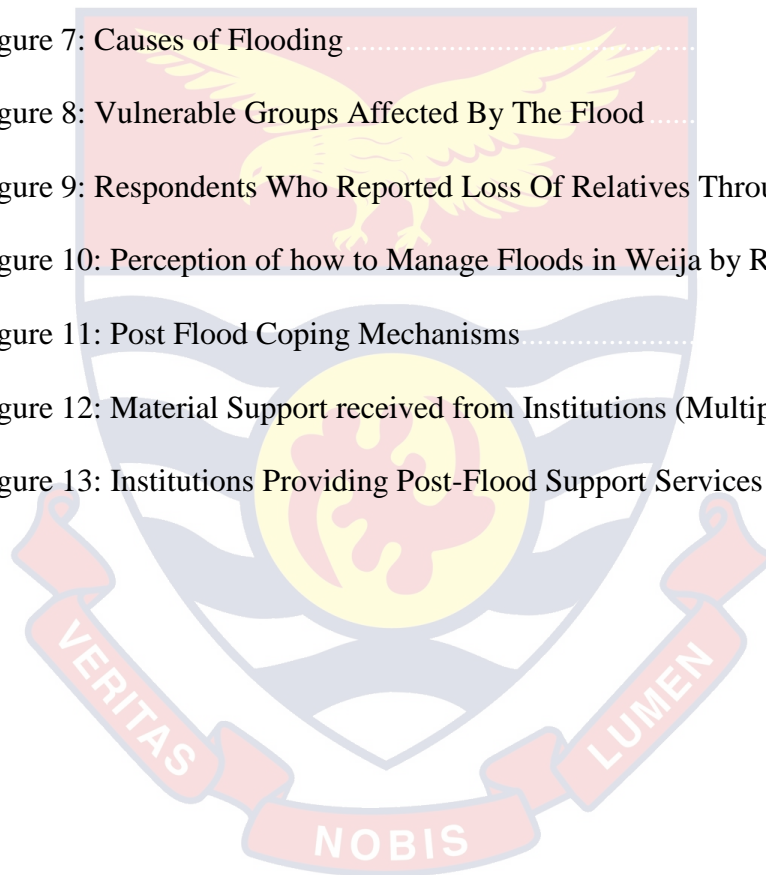 gure 7: Causes of Flooding..........................................
gure 8: Vulnerable Groups Affected By The Flood ......
gure 9: Respondents Who Reported Loss Of Relatives
gure 10: Perception of how to Manage Floods in Weija by
gure 11: Post Flood Coping Mechanisms.....................
gure 12: Material Support received from Institutions
gure 13: Institutions Providing Post-Flood Support Services
VERITAS
NOBIS
LUMEN